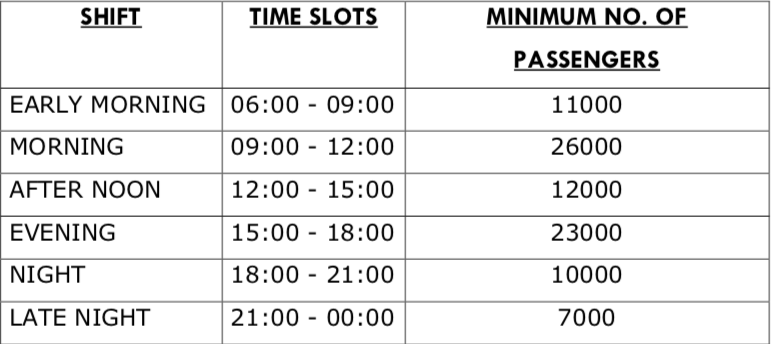 SHIFT TIME SLOTS MINIMUM NO. OF
PASSENGERS
EARLY MORNING 06:00 - 09:00 11000
MORNING 09:00 - 12:00 26000
AFTER NOON 12:00 - 15:00 12000
EVENING 15:00 - 18:00 23000
NIGHT 18:00 - 21:00 10000
LATE NIGHT 21:00 - 00:00 7000